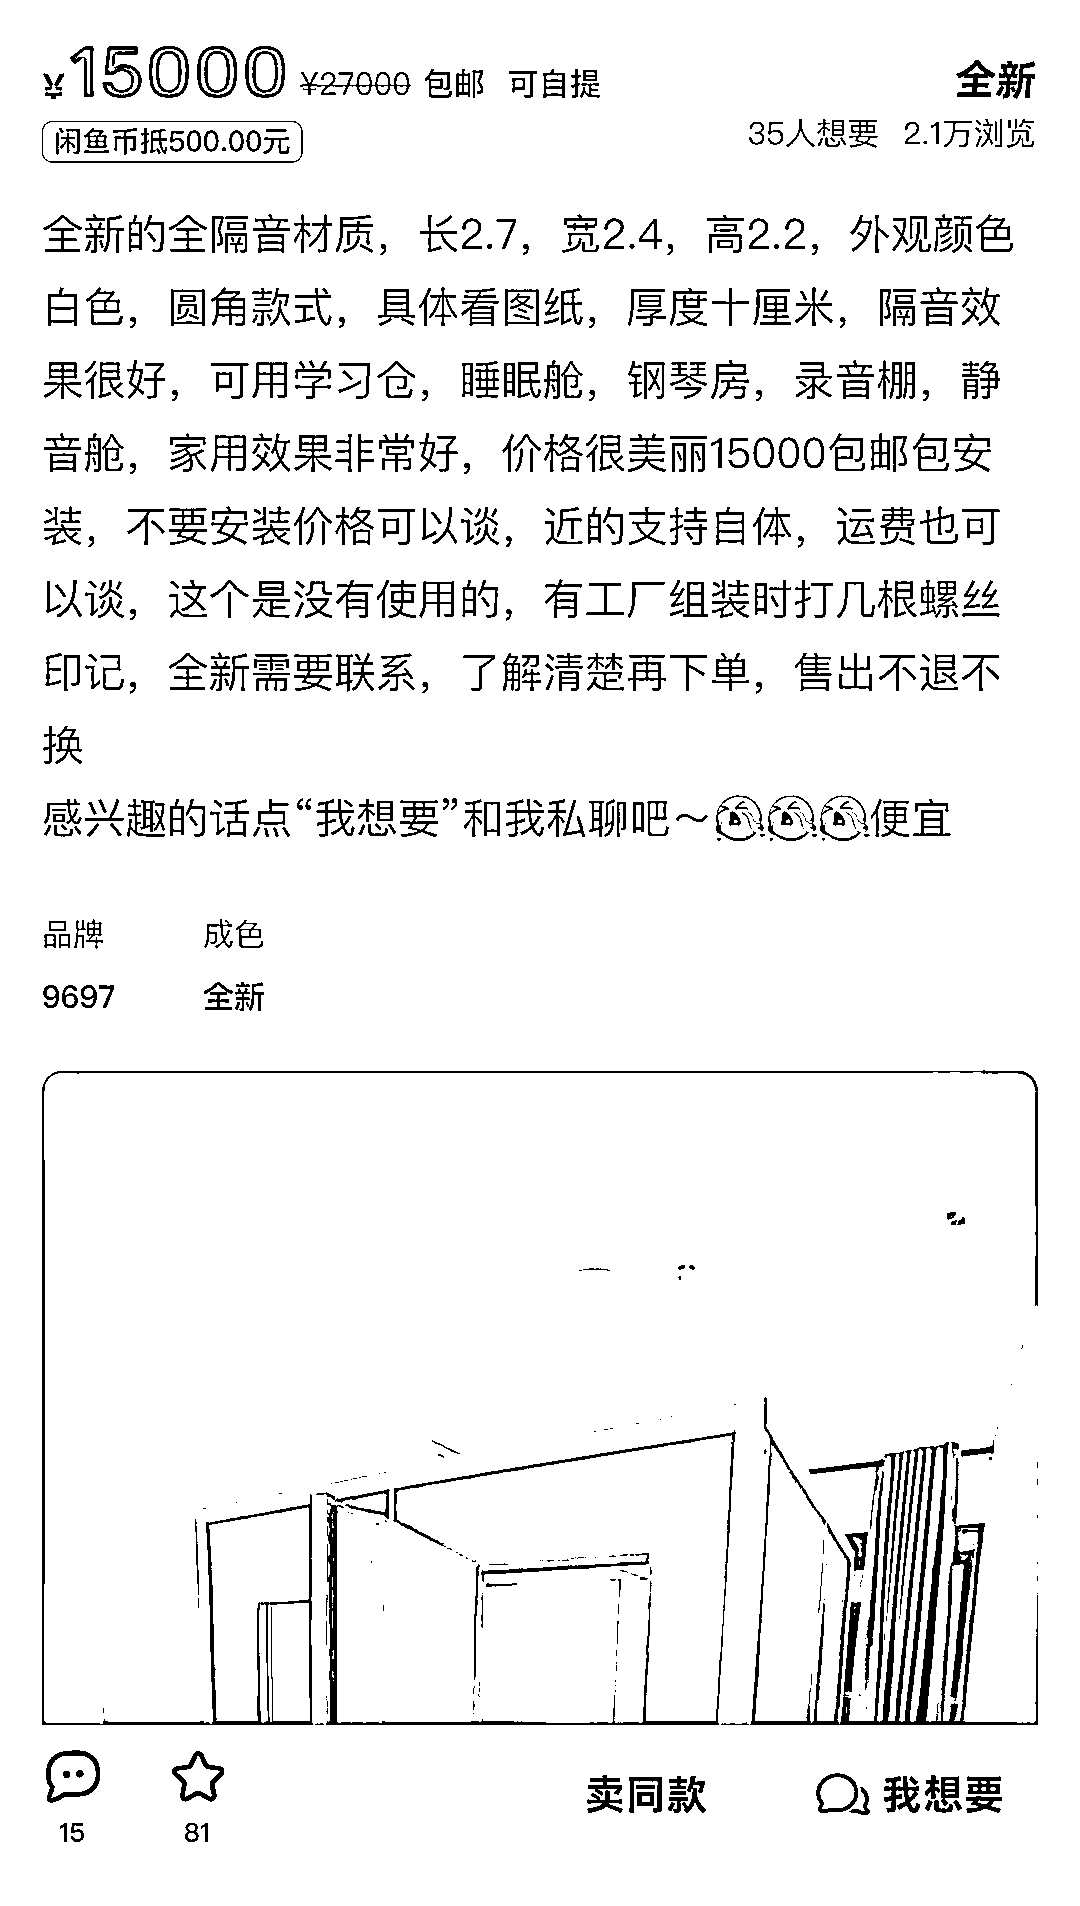 ¥15000 ¥27000 包邮 可自提 全新
闲鱼币抵500.00元 35人想要 2.1万浏览
全新的全隔音材质，长2.7，宽2.4，高2.2，外观颜色
白色，圆角款式，具体看图纸，厚度十厘米，隔音效
果很好，可用学习仓，睡眠舱，钢琴房，录音棚，静
音舱，家用效果非常好，价格很美丽15000包邮包安
装，不要安装价格可以谈，近的支持自体，运费也可
以谈，这个是没有使用的，有工厂组装时打几根螺丝
印记，全新需要联系，了解清楚再下单，售出不退不
换
感兴趣的话点“我想要”和我私聊吧～便宜
品牌 成色
9697 全新
卖同款 我想要
15 81